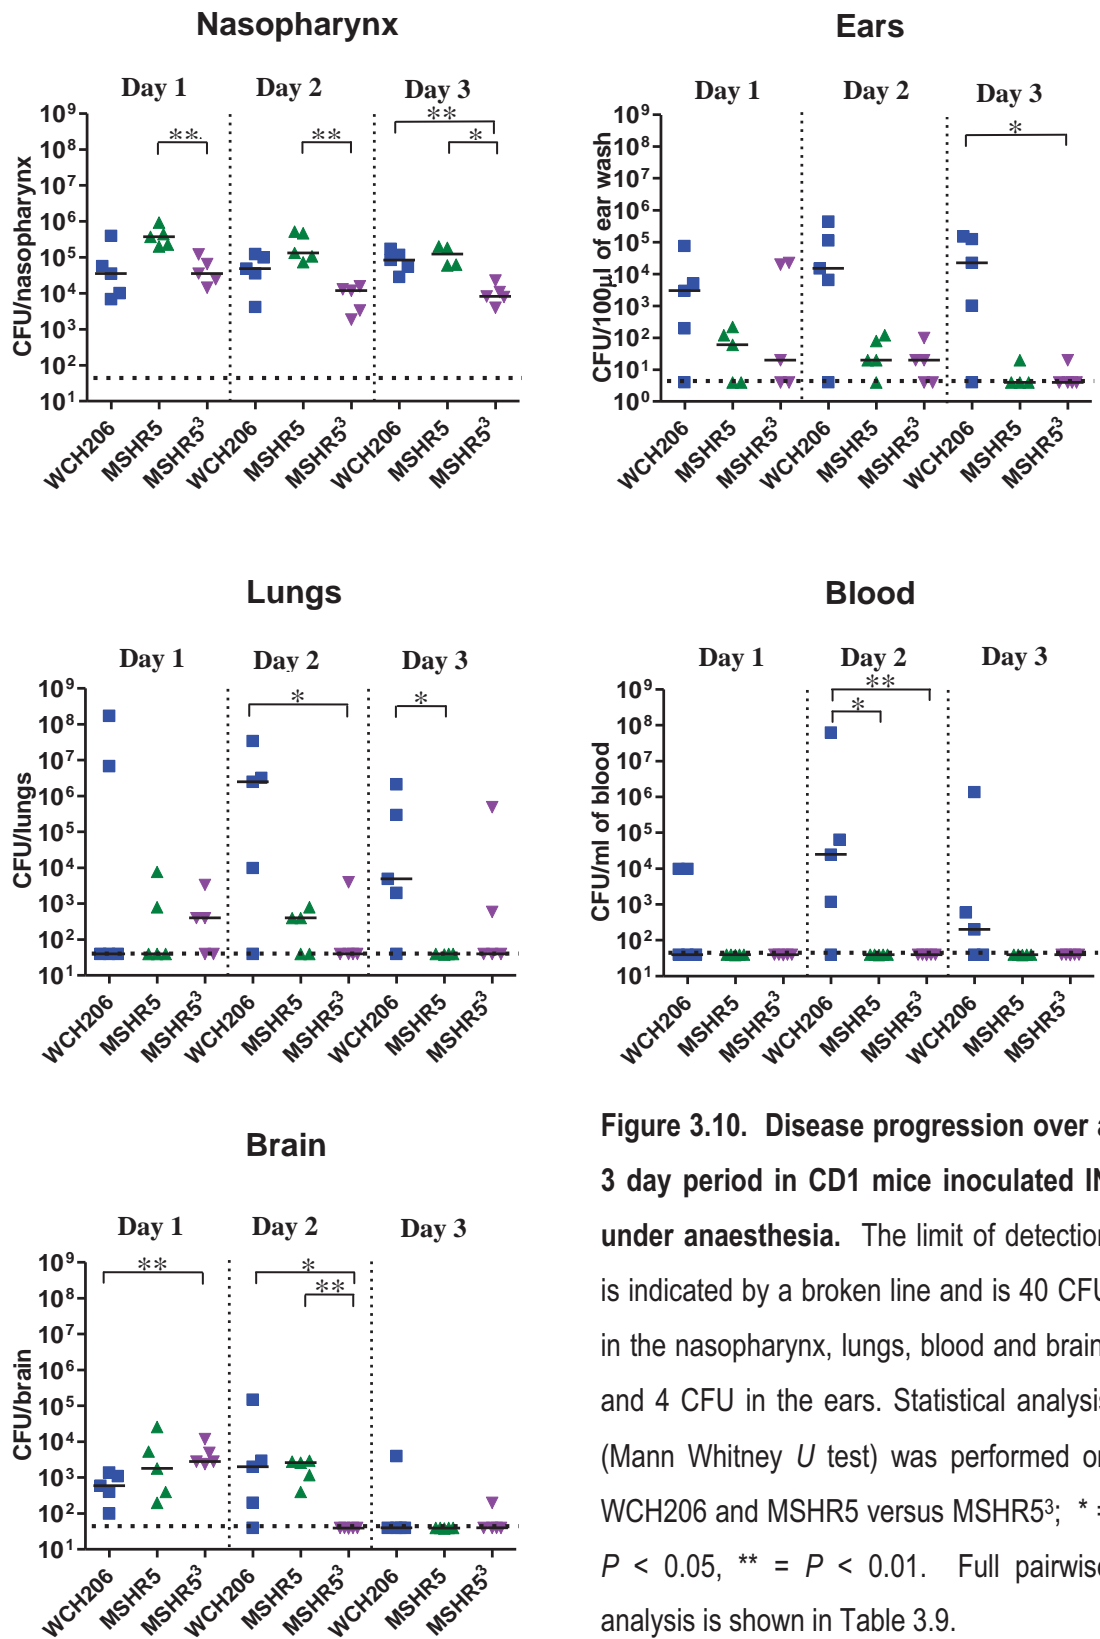 Nasopharynx
Day 1 Day 2 Day 3
** ** ** *
CFU/nasopharynx
10⁹
10⁸
10⁷
10⁶
10⁵
10⁴
10³
10²
10¹
WCH206 MSHR5 MSHR5³ WCH206 MSHR5 MSHR5³ WCH206 MSHR5 MSHR5³
Ears
Day 1 Day 2 Day 3
*
CFU/100µl of ear wash
10⁹
10⁸
10⁷
10⁶
10⁵
10⁴
10³
10²
10¹
10⁰
WCH206 MSHR5 MSHR5³ WCH206 MSHR5 MSHR5³ WCH206 MSHR5 MSHR5³
Lungs
Day 1 Day 2 Day 3
* *
CFU/lungs
10⁹
10⁸
10⁷
10⁶
10⁵
10⁴
10³
10²
10¹
WCH206 MSHR5 MSHR5³ WCH206 MSHR5 MSHR5³ WCH206 MSHR5 MSHR5³
Blood
Day 1 Day 2 Day 3
**
*
CFU/ml of blood
10⁹
10⁸
10⁷
10⁶
10⁵
10⁴
10³
10²
10¹
WCH206 MSHR5 MSHR5³ WCH206 MSHR5 MSHR5³ WCH206 MSHR5 MSHR5³
Brain
Day 1 Day 2 Day 3
** * **
CFU/brain
10⁹
10⁸
10⁷
10⁶
10⁵
10⁴
10³
10²
10¹
WCH206 MSHR5 MSHR5³ WCH206 MSHR5 MSHR5³ WCH206 MSHR5 MSHR5³
Figure 3.10. Disease progression over a
3 day period in CD1 mice inoculated IN
under anaesthesia. The limit of detection
is indicated by a broken line and is 40 CFU
in the nasopharynx, lungs, blood and brain
and 4 CFU in the ears. Statistical analysis
(Mann Whitney U test) was performed on
WCH206 and MSHR5 versus MSHR5³; * =
P < 0.05, ** = P < 0.01. Full pairwise
analysis is shown in Table 3.9.